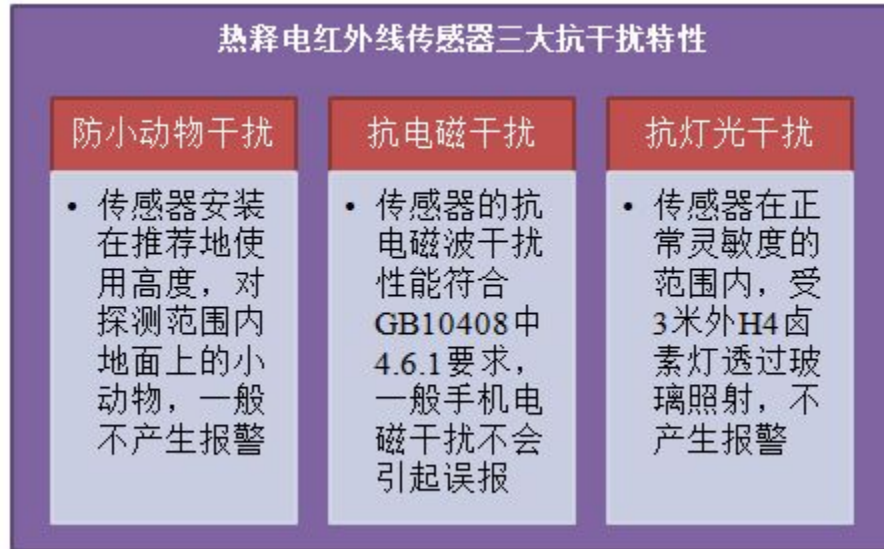 热释电红外线传感器三大抗干扰特性
防小动物干扰
• 传感器安装
在推荐地使
用高度，对
探测范围内
地面上的小
动物，一般
不产生报警
抗电磁干扰
• 传感器的抗
电磁波干扰
性能符合
GB10408中
4.6.1要求，
一般手机电
磁干扰不会
引起误报
抗灯光干扰
• 传感器在正
常灵敏度的
范围内，受
3米外H4卤
素灯透过玻
璃照射，不
产生报警